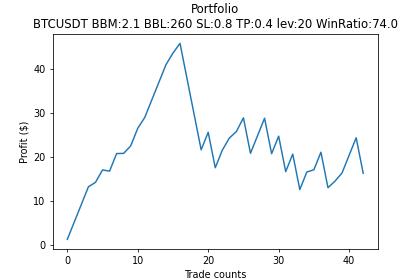 Portfolio
BTCUSDT BBM:2.1 BBL:260 SL:0.8 TP:0.4 lev:20 WinRatio:74.0
Profit ($)
40
30
20
10
0
0 10 20 30 40
Trade counts